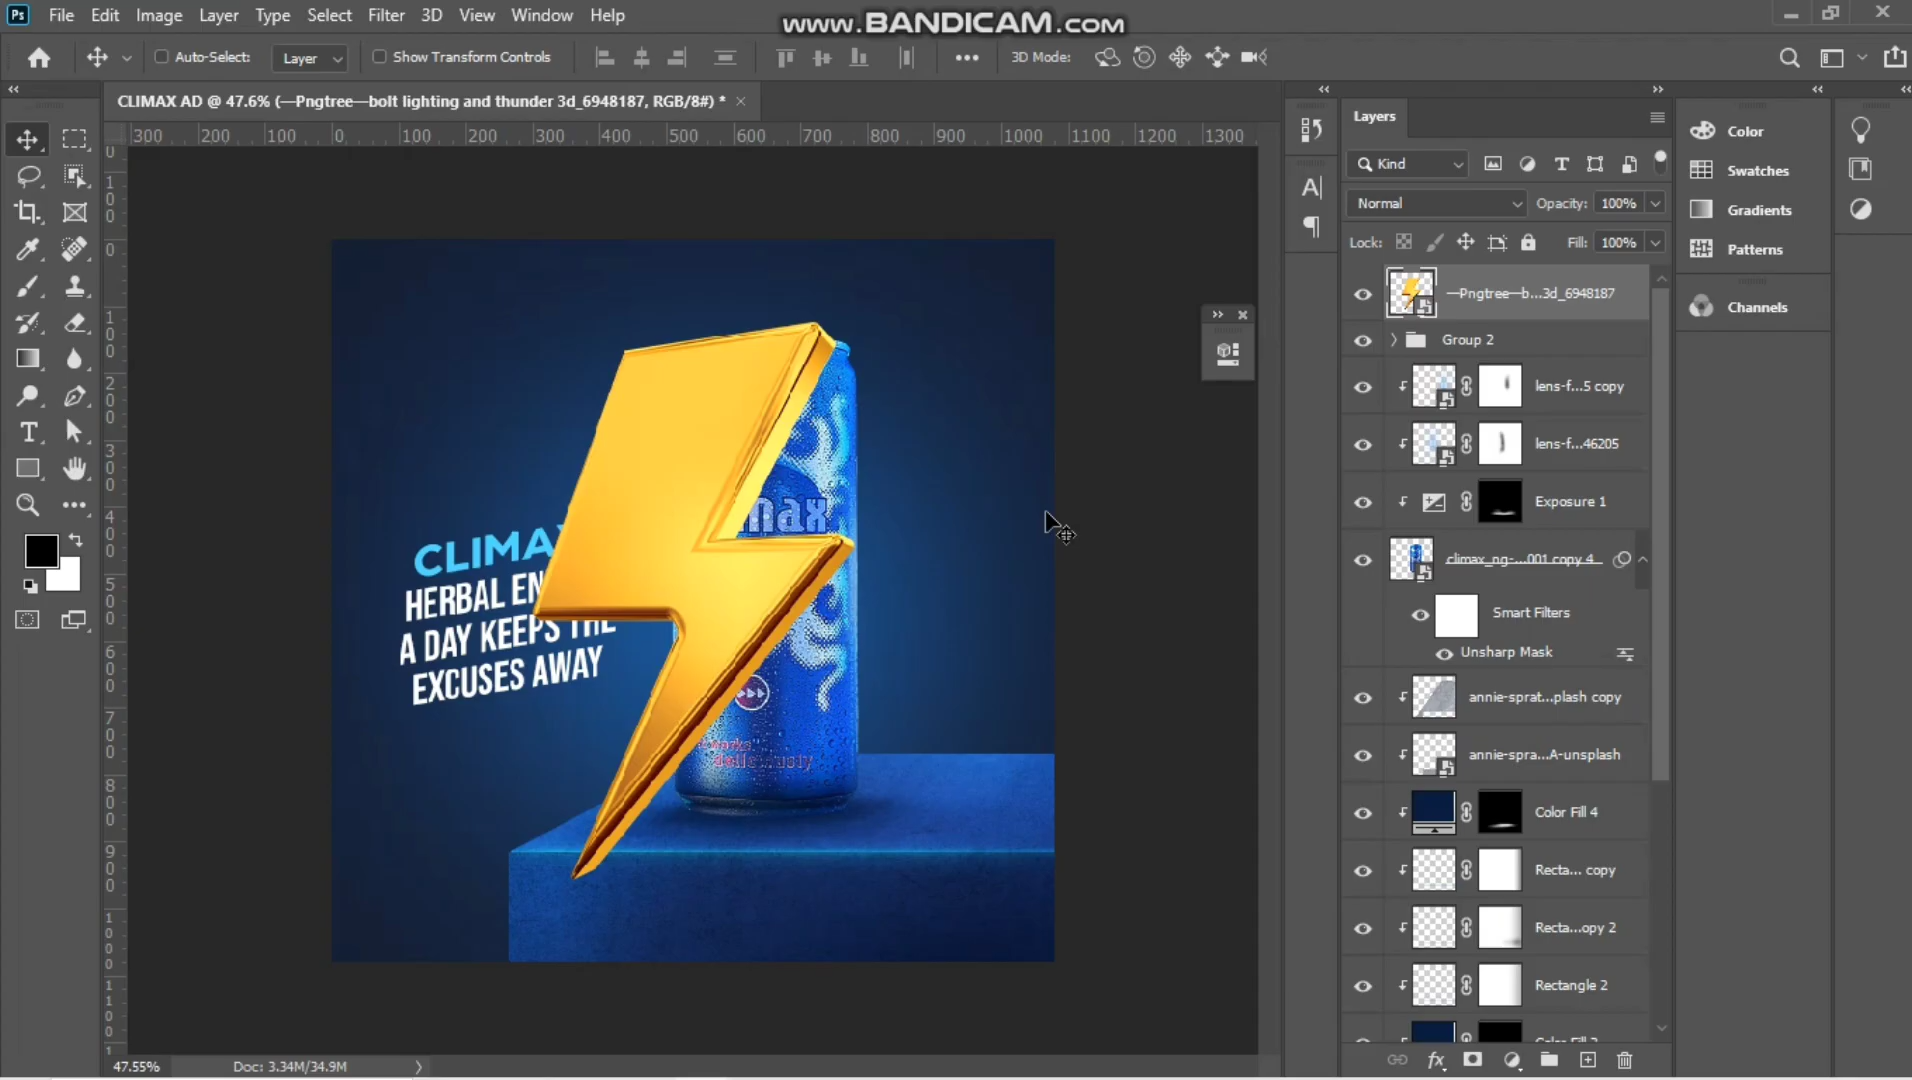 Ps File Edit Image Layer Type Select Filter 3D View Window Help
www.BANDICAM.com
Auto-Select: Layer Show Transform Controls 3D Mode:
CLIMAX AD @ 47.6% (—Pngtree—bolt lighting and thunder 3d_6948187, RGB/8#) *
300 200 100 0 100 200 300 400 500 600 700 800 900 1000 1100 1200 1300
CLIMA
HERBAL EN
A DAY KEEPS THE
EXCUSES AWAY
max
47.55% Doc: 3.34M/34.9M
Layers
Kind
Normal Opacity: 100%
Lock: Fill: 100%
—Pngtree—b...3d_6948187
Group 2
lens-f...5 copy
lens-f...46205
Exposure 1
climax_ng-...001 copy 4
Smart Filters
Unsharp Mask
annie-sprat...plash copy
annie-spra...A-unsplash
Color Fill 4
Recta... copy
Recta...opy 2
Rectangle 2
fx
Color
Swatches
Gradients
Patterns
Channels